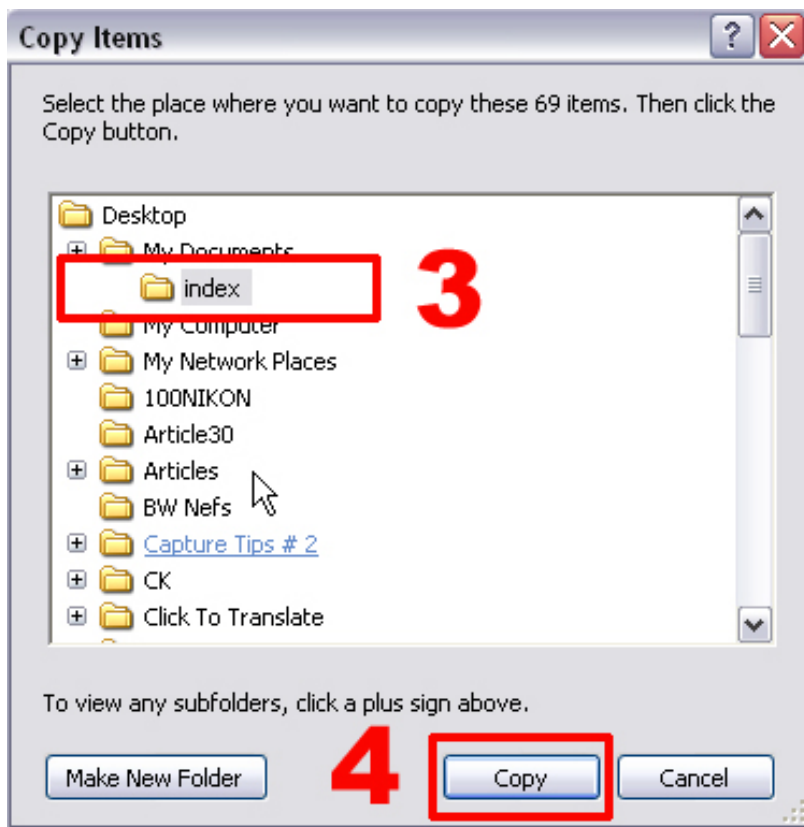 Copy Items
Select the place where you want to copy these 69 items. Then click the
Copy button.
Desktop
My Documents
index
3
My Computer
My Network Places
100NIKON
Article30
Articles
BW Nefs
Capture Tips # 2
CK
Click To Translate
To view any subfolders, click a plus sign above.
4
Make New Folder
Copy
Cancel